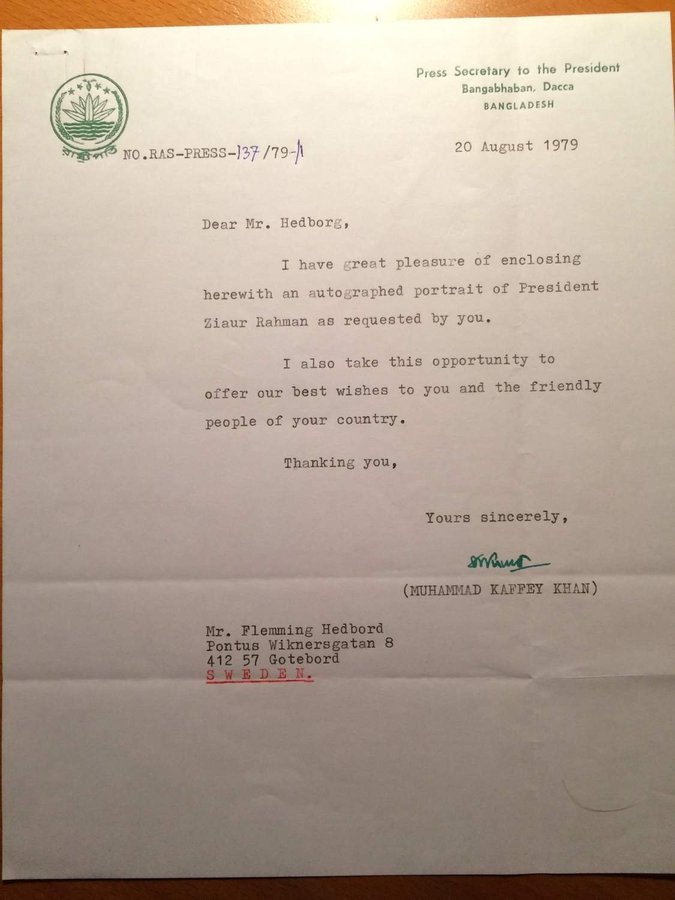 Press Secretary to the President
Bangabhaban, Dacca
BANGLADESH
রাষ্ট্রপতি
NO.RAS-PRESS-137/79-/1
20 August 1979
Dear Mr. Hedborg,
I have great pleasure of enclosing
herewith an autographed portrait of President
Ziaur Rahman as requested by you.
I also take this opportunity to
offer our best wishes to you and the friendly
people of your country.
Thanking you,
Yours sincerely,
(MUHAMMAD KAFFEY KHAN)
Mr. Flemming Hedbord
Pontus Wiknersgatan 8
412 57 Gotebord
S W E D E N.